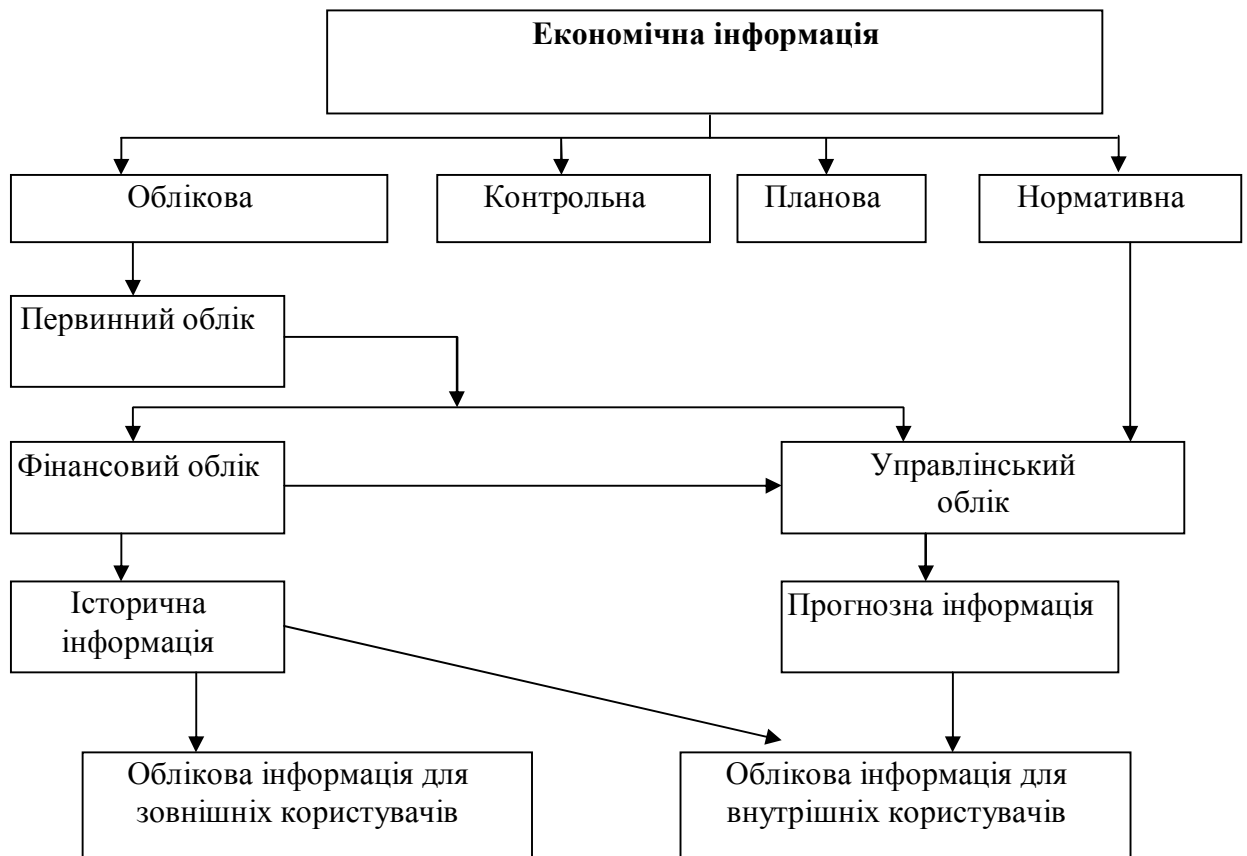 Економічна інформація
Облікова
Контрольна
Планова
Нормативна
Первинний облік
Фінансовий облік
Управлінський
облік
Історична
інформація
Прогнозна інформація
Облікова інформація для
зовнішніх користувачів
Облікова інформація для
внутрішніх користувачів